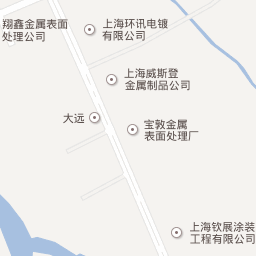 翔鑫金属表面
处理公司
上海环讯电镀
有限公司
上海威斯登
金属制品公司
大远
宝敦金属
表面处理厂
上海钦展涂装
工程有限公司